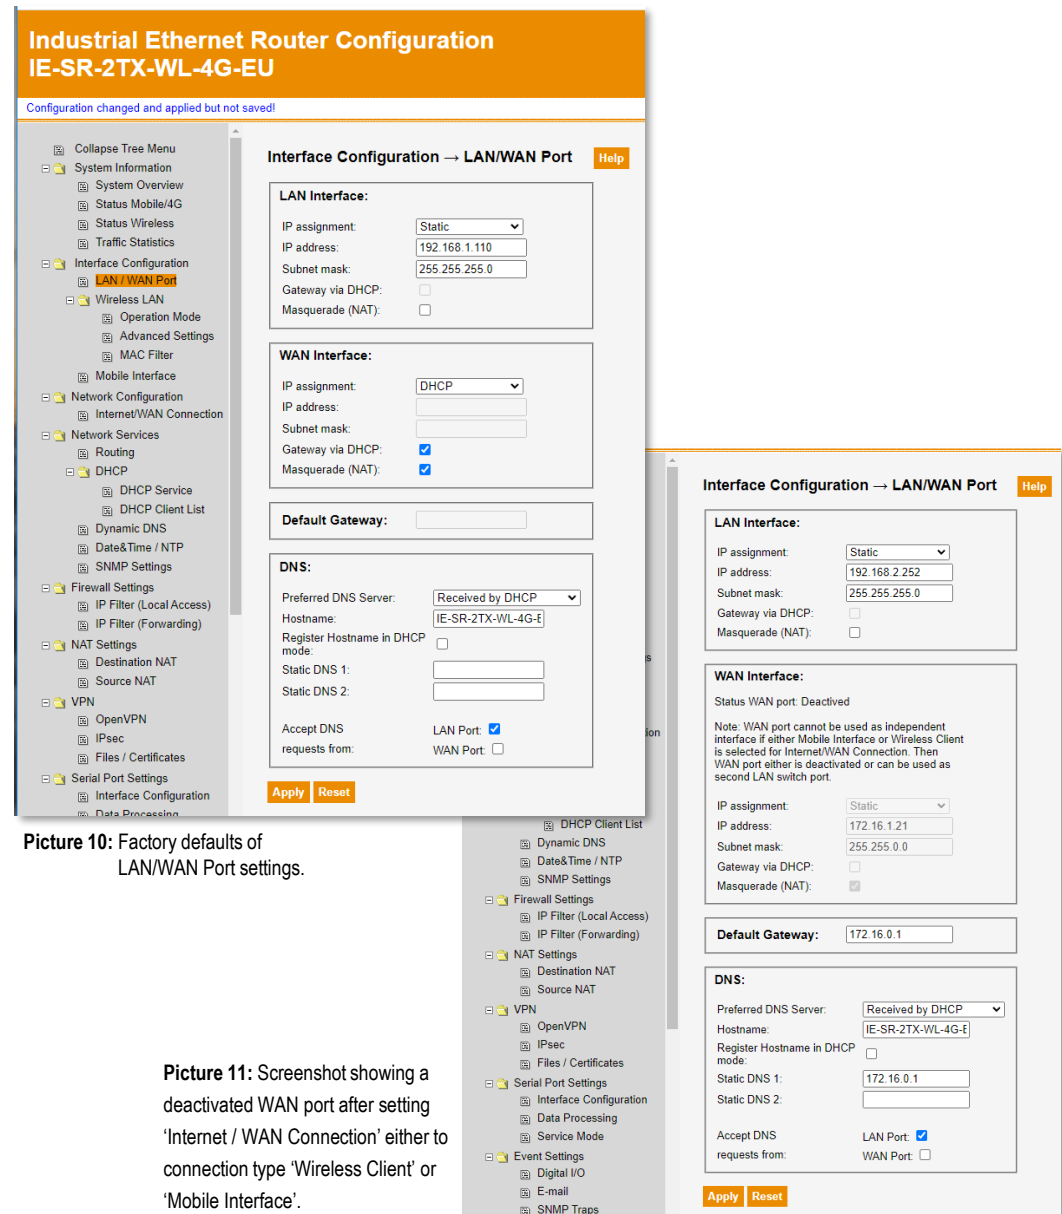 Industrial Ethernet Router Configuration
IE-SR-2TX-WL-4G-EU
Configuration changed and applied but not saved!
Collapse Tree Menu
System Information
System Overview
Status Mobile/4G
Status Wireless
Traffic Statistics
Interface Configuration
LAN / WAN Port
Wireless LAN
Operation Mode
Advanced Settings
MAC Filter
Mobile Interface
Network Configuration
Internet/WAN Connection
Network Services
Routing
DHCP
DHCP Service
DHCP Client List
Dynamic DNS
Date&Time / NTP
SNMP Settings
Firewall Settings
IP Filter (Local Access)
IP Filter (Forwarding)
NAT Settings
Destination NAT
Source NAT
VPN
OpenVPN
IPsec
Files / Certificates
Serial Port Settings
Interface Configuration
Data Processing
Interface Configuration → LAN/WAN Port Help
LAN Interface:
IP assignment: Static
IP address: 192.168.1.110
Subnet mask: 255.255.255.0
Gateway via DHCP:
Masquerade (NAT):
WAN Interface:
IP assignment: DHCP
IP address:
Subnet mask:
Gateway via DHCP:
Masquerade (NAT):
Default Gateway:
DNS:
Preferred DNS Server: Received by DHCP
Hostname: IE-SR-2TX-WL-4G-E
Register Hostname in DHCP
mode:
Static DNS 1:
Static DNS 2:
Accept DNS LAN Port:
requests from: WAN Port:
Apply Reset
Picture 10: Factory defaults of
LAN/WAN Port settings.
s
ion
DHCP Client List
Dynamic DNS
Date&Time / NTP
SNMP Settings
Firewall Settings
IP Filter (Local Access)
IP Filter (Forwarding)
NAT Settings
Destination NAT
Source NAT
VPN
OpenVPN
IPsec
Files / Certificates
Serial Port Settings
Interface Configuration
Data Processing
Service Mode
Event Settings
Digital I/O
E-mail
SNMP Traps
Interface Configuration → LAN/WAN Port Help
LAN Interface:
IP assignment: Static
IP address: 192.168.2.252
Subnet mask: 255.255.255.0
Gateway via DHCP:
Masquerade (NAT):
WAN Interface:
Status WAN port: Deactived
Note: WAN port cannot be used as independent
interface if either Mobile Interface or Wireless Client
is selected for Internet/WAN Connection. Then
WAN port either is deactivated or can be used as
second LAN switch port.
IP assignment: Static
IP address: 172.16.1.21
Subnet mask: 255.255.0.0
Gateway via DHCP:
Masquerade (NAT):
Default Gateway: 172.16.0.1
DNS:
Preferred DNS Server: Received by DHCP
Hostname: IE-SR-2TX-WL-4G-E
Register Hostname in DHCP
mode:
Static DNS 1: 172.16.0.1
Static DNS 2:
Accept DNS LAN Port:
requests from: WAN Port:
Apply Reset
Picture 11: Screenshot showing a
deactivated WAN port after setting
‘Internet / WAN Connection’ either to
connection type ‘Wireless Client’ or
‘Mobile Interface’.